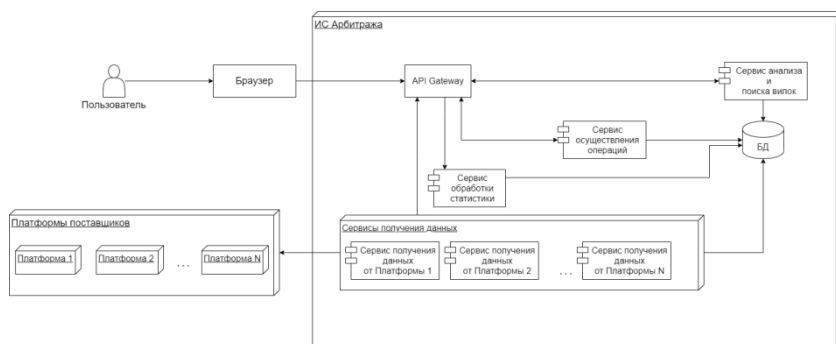 ИС Арбитража
Пользователь
Браузер
API Gateway
Сервис анализа
и
поиска вилок
Сервис
осуществления
операций
БД
Сервис
обработки
статистики
Платформы поставщиков
Платформа 1
Платформа 2
. . .
Платформа N
Сервисы получения данных
Сервис получения
данных
от Платформы 1
Сервис получения
данных
от Платформы 2
. . .
Сервис получения
данных
от Платформы N